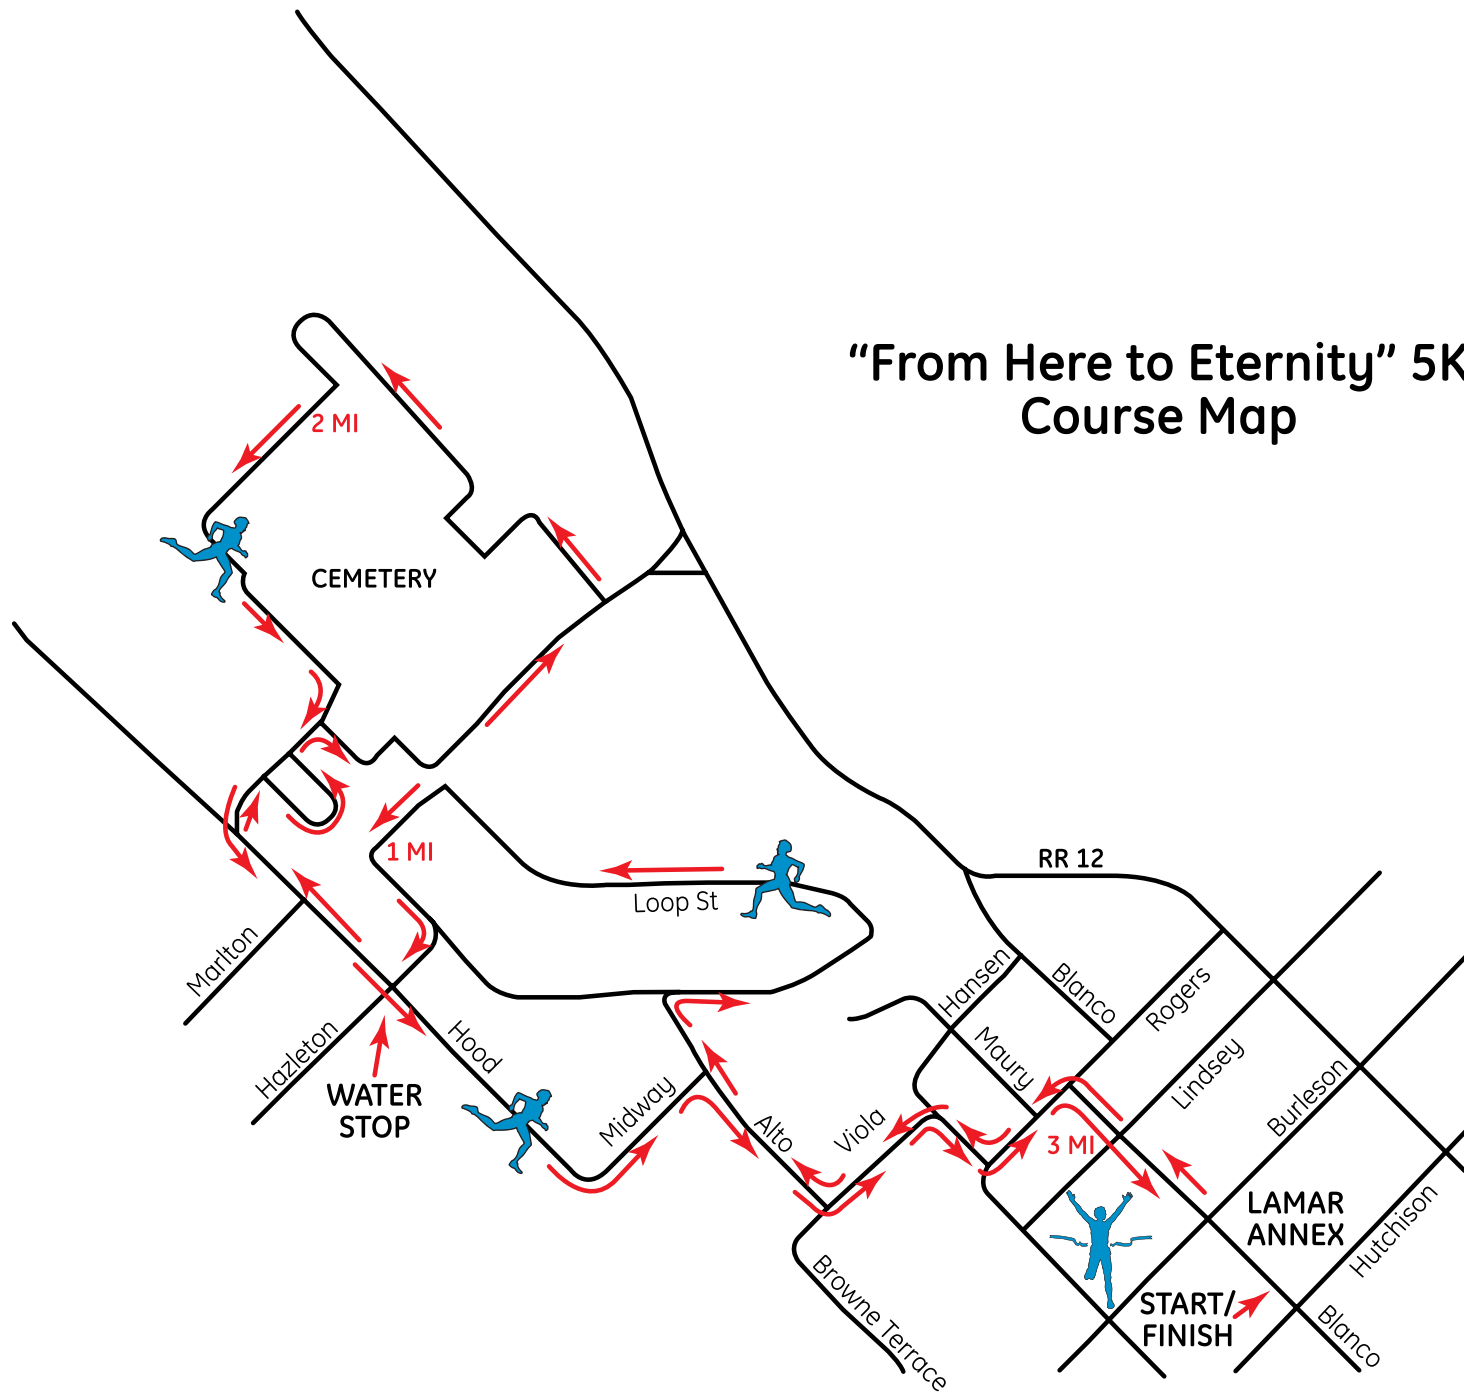 “From Here to Eternity” 5K
Course Map
2 MI
CEMETERY
1 MI
Loop St
RR 12
Marlton
Hazleton
Hood
WATER
STOP
Midway
Alto
Viola
Browne Terrace
Hansen
Blanco
Maury
Rogers
Lindsey
Burleson
Hutchison
3 MI
LAMAR
ANNEX
START/
FINISH
Blanco